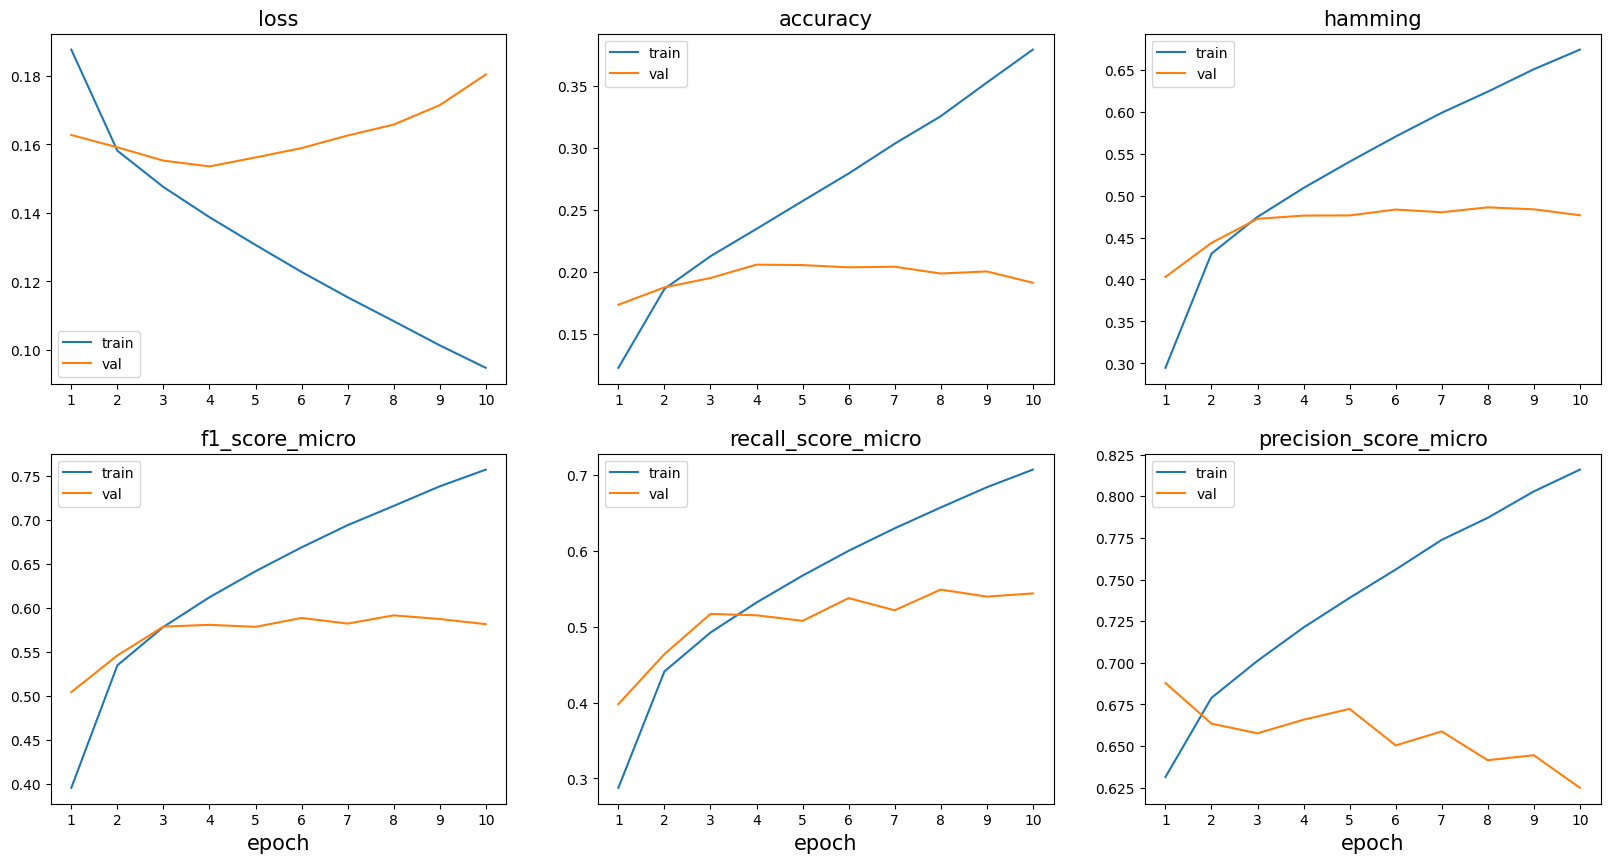 loss
0.18
0.16
0.14
0.12
0.10
train
val
1 2 3 4 5 6 7 8 9 10
accuracy
0.35
0.30
0.25
0.20
0.15
train
val
1 2 3 4 5 6 7 8 9 10
hamming
0.65
0.60
0.55
0.50
0.45
0.40
0.35
0.30
train
val
1 2 3 4 5 6 7 8 9 10
f1_score_micro
0.75
0.70
0.65
0.60
0.55
0.50
0.45
0.40
train
val
1 2 3 4 5 6 7 8 9 10
epoch
recall_score_micro
0.7
0.6
0.5
0.4
0.3
train
val
1 2 3 4 5 6 7 8 9 10
epoch
precision_score_micro
0.825
0.800
0.775
0.750
0.725
0.700
0.675
0.650
0.625
train
val
1 2 3 4 5 6 7 8 9 10
epoch